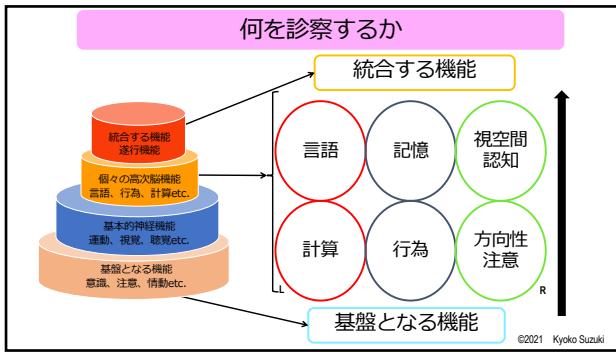 何を診察するか
統合する機能
統合する機能
遂行機能
個々の高次脳機能
言語、行為、計算etc.
基本的神経機能
運動、視覚、聴覚etc.
基盤となる機能
意識、注意、情動etc.
言語
記憶
視空間
認知
計算
行為
方向性
注意
L
R
基盤となる機能
©2021 Kyoko Suzuki